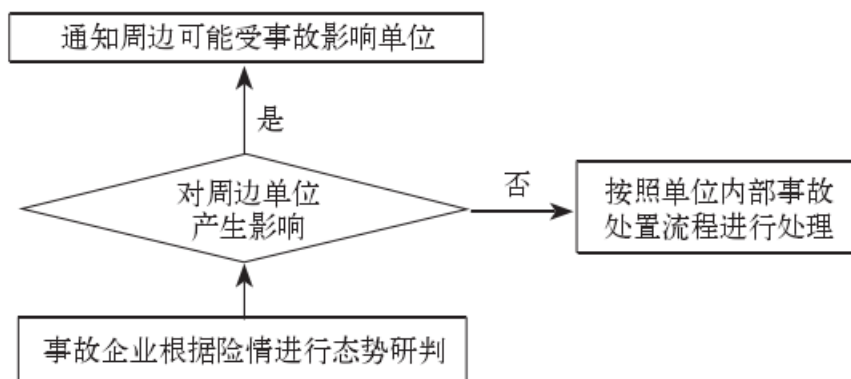 通知周边可能受事故影响单位
是
对周边单位
产生影响
否
按照单位内部事故
处置流程进行处理
事故企业根据险情进行态势研判